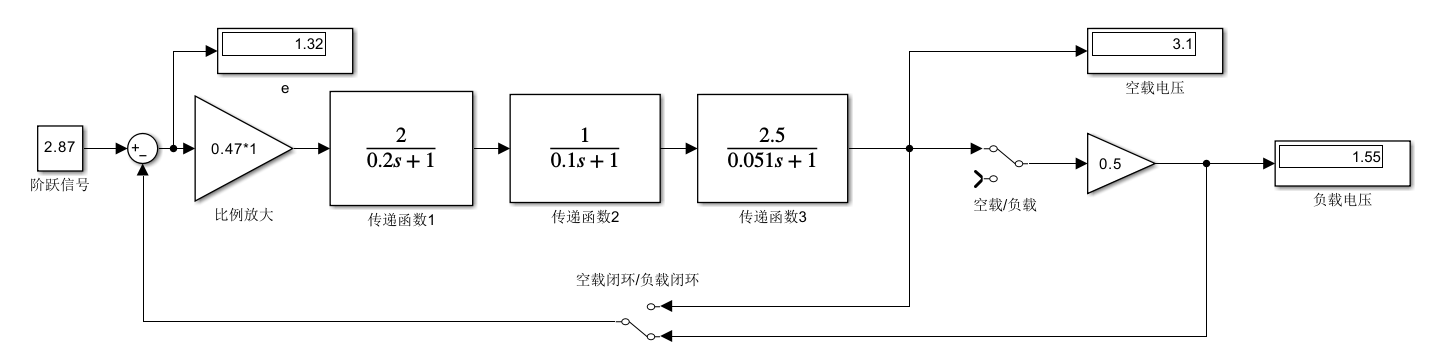 1.32
e
3.1
空载电压
2.87
阶跃信号
+
−
0.47*1
比例放大
2
0.2s + 1
传递函数1
1
0.1s + 1
传递函数2
2.5
0.051s + 1
传递函数3
空载/负载
0.5
1.55
负载电压
空载闭环/负载闭环